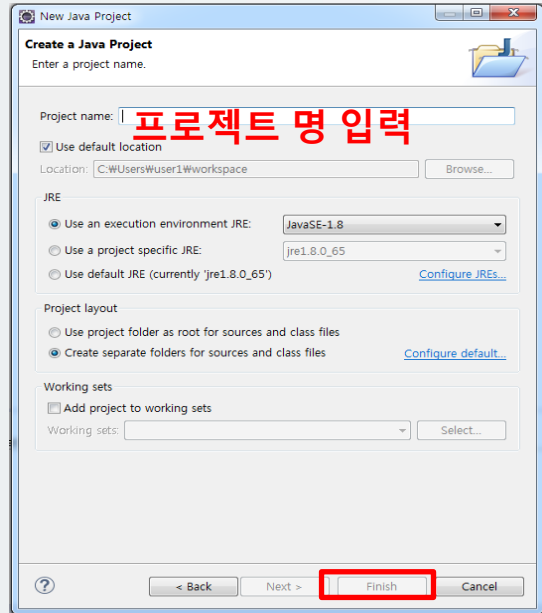 New Java Project
Create a Java Project
Enter a project name.
Project name: 프로젝트 명 입력
Use default location
Location: C:₩Users₩user1₩workspace Browse...
JRE
Use an execution environment JRE: JavaSE-1.8
Use a project specific JRE: jre1.8.0_65
Use default JRE (currently 'jre1.8.0_65') Configure JREs...
Project layout
Use project folder as root for sources and class files
Create separate folders for sources and class files Configure default...
Working sets
Add project to working sets
Working sets: Select...
? < Back Next > Finish Cancel